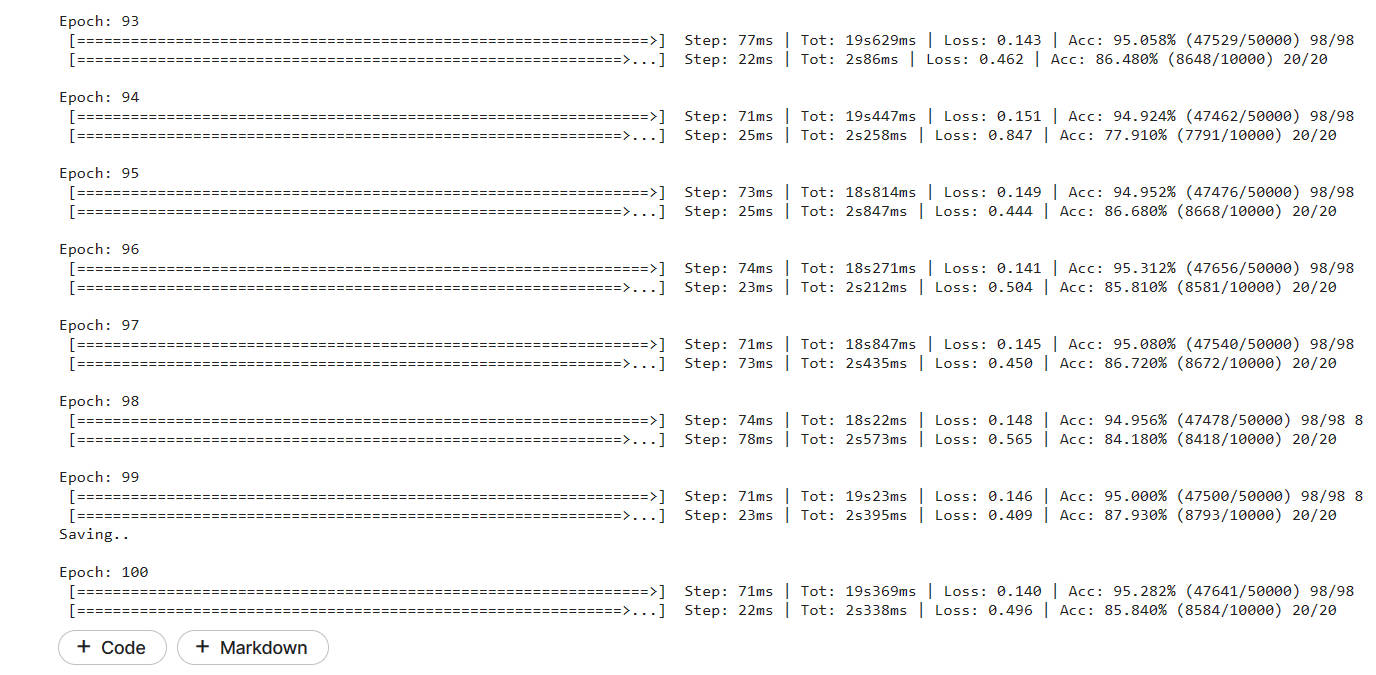 Epoch: 93
[================================================================>]  Step: 77ms | Tot: 19s629ms | Loss: 0.143 | Acc: 95.058% (47529/50000) 98/98
[=============================================================>...]  Step: 22ms | Tot: 2s86ms | Loss: 0.462 | Acc: 86.480% (8648/10000) 20/20
Epoch: 94
[================================================================>]  Step: 71ms | Tot: 19s447ms | Loss: 0.151 | Acc: 94.924% (47462/50000) 98/98
[=============================================================>...]  Step: 25ms | Tot: 2s258ms | Loss: 0.847 | Acc: 77.910% (7791/10000) 20/20
Epoch: 95
[================================================================>]  Step: 73ms | Tot: 18s814ms | Loss: 0.149 | Acc: 94.952% (47476/50000) 98/98
[=============================================================>...]  Step: 25ms | Tot: 2s847ms | Loss: 0.444 | Acc: 86.680% (8668/10000) 20/20
Epoch: 96
[================================================================>]  Step: 74ms | Tot: 18s271ms | Loss: 0.141 | Acc: 95.312% (47656/50000) 98/98
[=============================================================>...]  Step: 23ms | Tot: 2s212ms | Loss: 0.504 | Acc: 85.810% (8581/10000) 20/20
Epoch: 97
[================================================================>]  Step: 71ms | Tot: 18s847ms | Loss: 0.145 | Acc: 95.080% (47540/50000) 98/98
[=============================================================>...]  Step: 73ms | Tot: 2s435ms | Loss: 0.450 | Acc: 86.720% (8672/10000) 20/20
Epoch: 98
[================================================================>]  Step: 74ms | Tot: 18s22ms | Loss: 0.148 | Acc: 94.956% (47478/50000) 98/98 8
[=============================================================>...]  Step: 78ms | Tot: 2s573ms | Loss: 0.565 | Acc: 84.180% (8418/10000) 20/20
Epoch: 99
[================================================================>]  Step: 71ms | Tot: 19s23ms | Loss: 0.146 | Acc: 95.000% (47500/50000) 98/98 8
[=============================================================>...]  Step: 23ms | Tot: 2s395ms | Loss: 0.409 | Acc: 87.930% (8793/10000) 20/20
Saving..
Epoch: 100
[================================================================>]  Step: 71ms | Tot: 19s369ms | Loss: 0.140 | Acc: 95.282% (47641/50000) 98/98
[=============================================================>...]  Step: 22ms | Tot: 2s338ms | Loss: 0.496 | Acc: 85.840% (8584/10000) 20/20
+ Code + Markdown